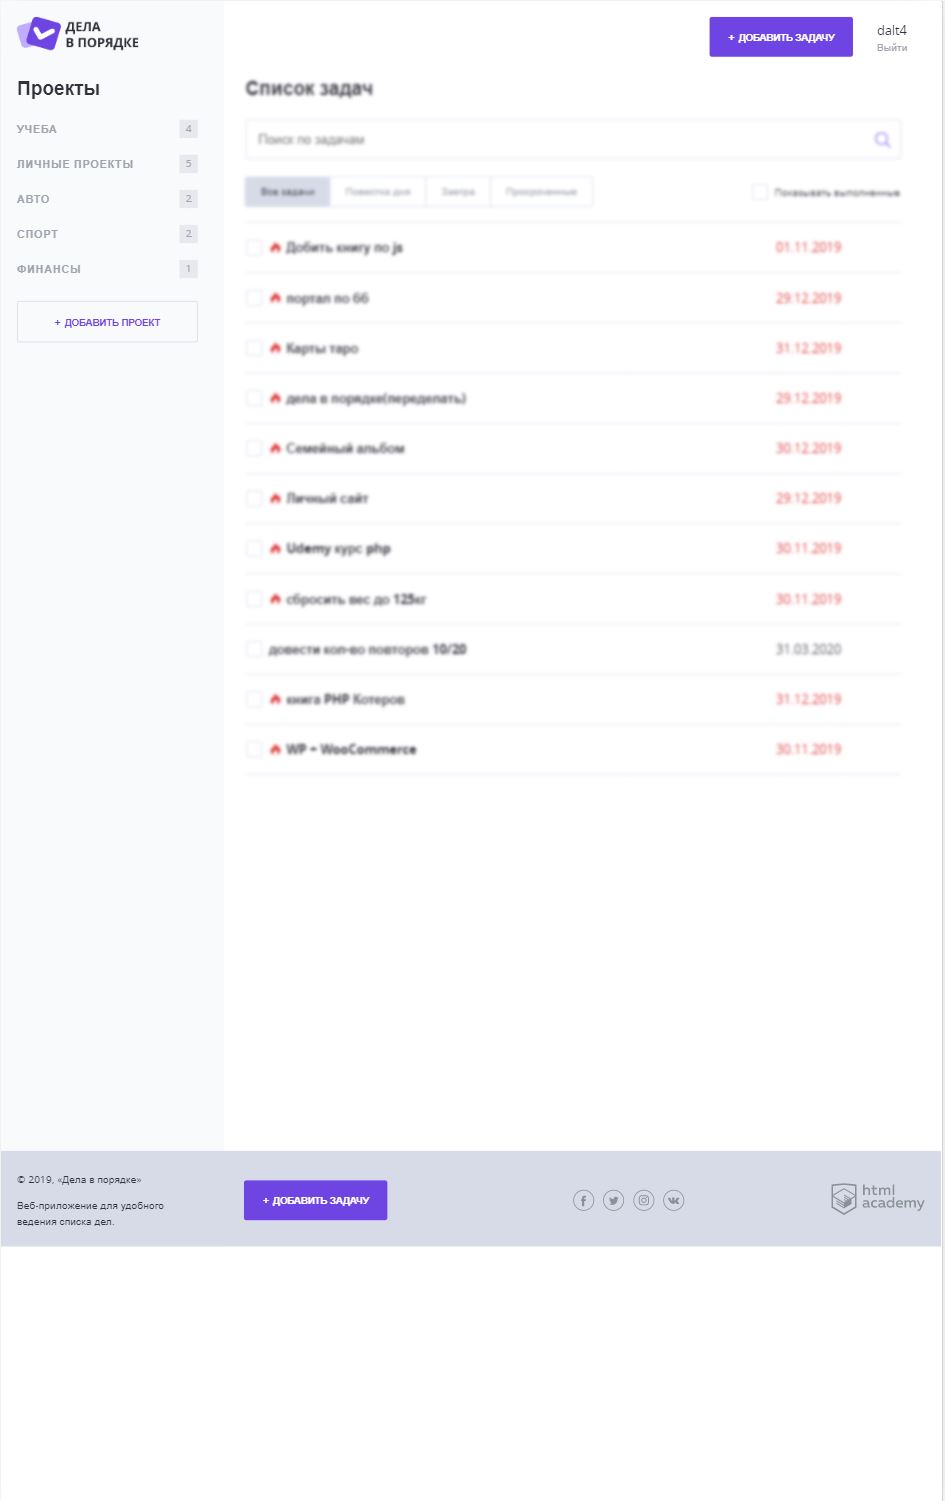 ДЕЛА
В ПОРЯДКЕ
+ ДОБАВИТЬ ЗАДАЧУ
dalt4
Выйти
Проекты
УЧЕБА 4
ЛИЧНЫЕ ПРОЕКТЫ 5
АВТО 2
СПОРТ 2
ФИНАНСЫ 1
+ ДОБАВИТЬ ПРОЕКТ
Список задач
Поиск по задачам
Все задачи Повестка дня Завтра Просроченные Показывать выполненные
Добить книгу по js 01.11.2019
портал по бб 29.12.2019
Карты таро 31.12.2019
дела в порядке(переделать) 29.12.2019
Семейный альбом 30.12.2019
Личный сайт 29.12.2019
Udemy курс php 30.11.2019
сбросить вес до 125кг 30.11.2019
довести кол-во повторов 10/20 31.03.2020
книга PHP Котеров 31.12.2019
WP + WooCommerce 30.11.2019
© 2019, «Дела в порядке»
Веб-приложение для удобного
ведения списка дел.
+ ДОБАВИТЬ ЗАДАЧУ
html
academy